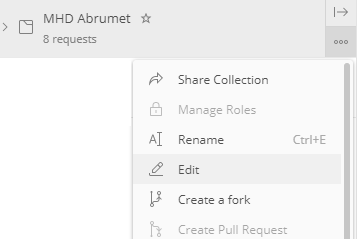 MHD Abrumet
8 requests
Share Collection
Manage Roles
Rename Ctrl+E
Edit
Create a fork
Create Pull Request